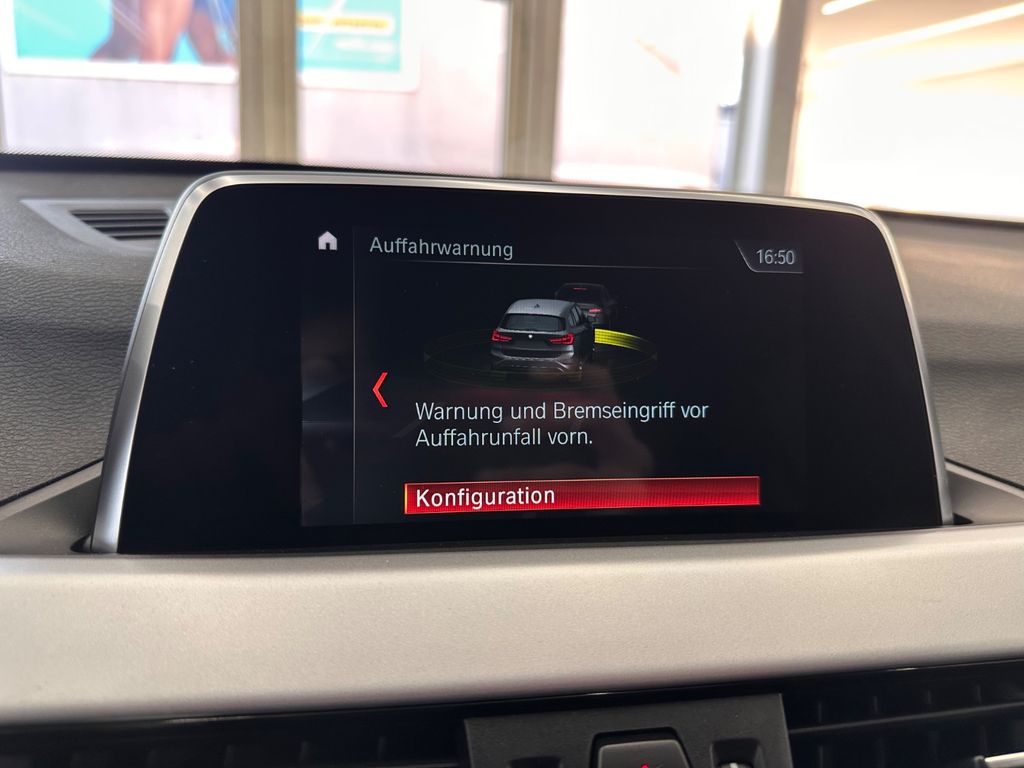 Auffahrwarnung
16:50
Warnung und Bremseingriff vor
Auffahrunfall vorn.
Konfiguration